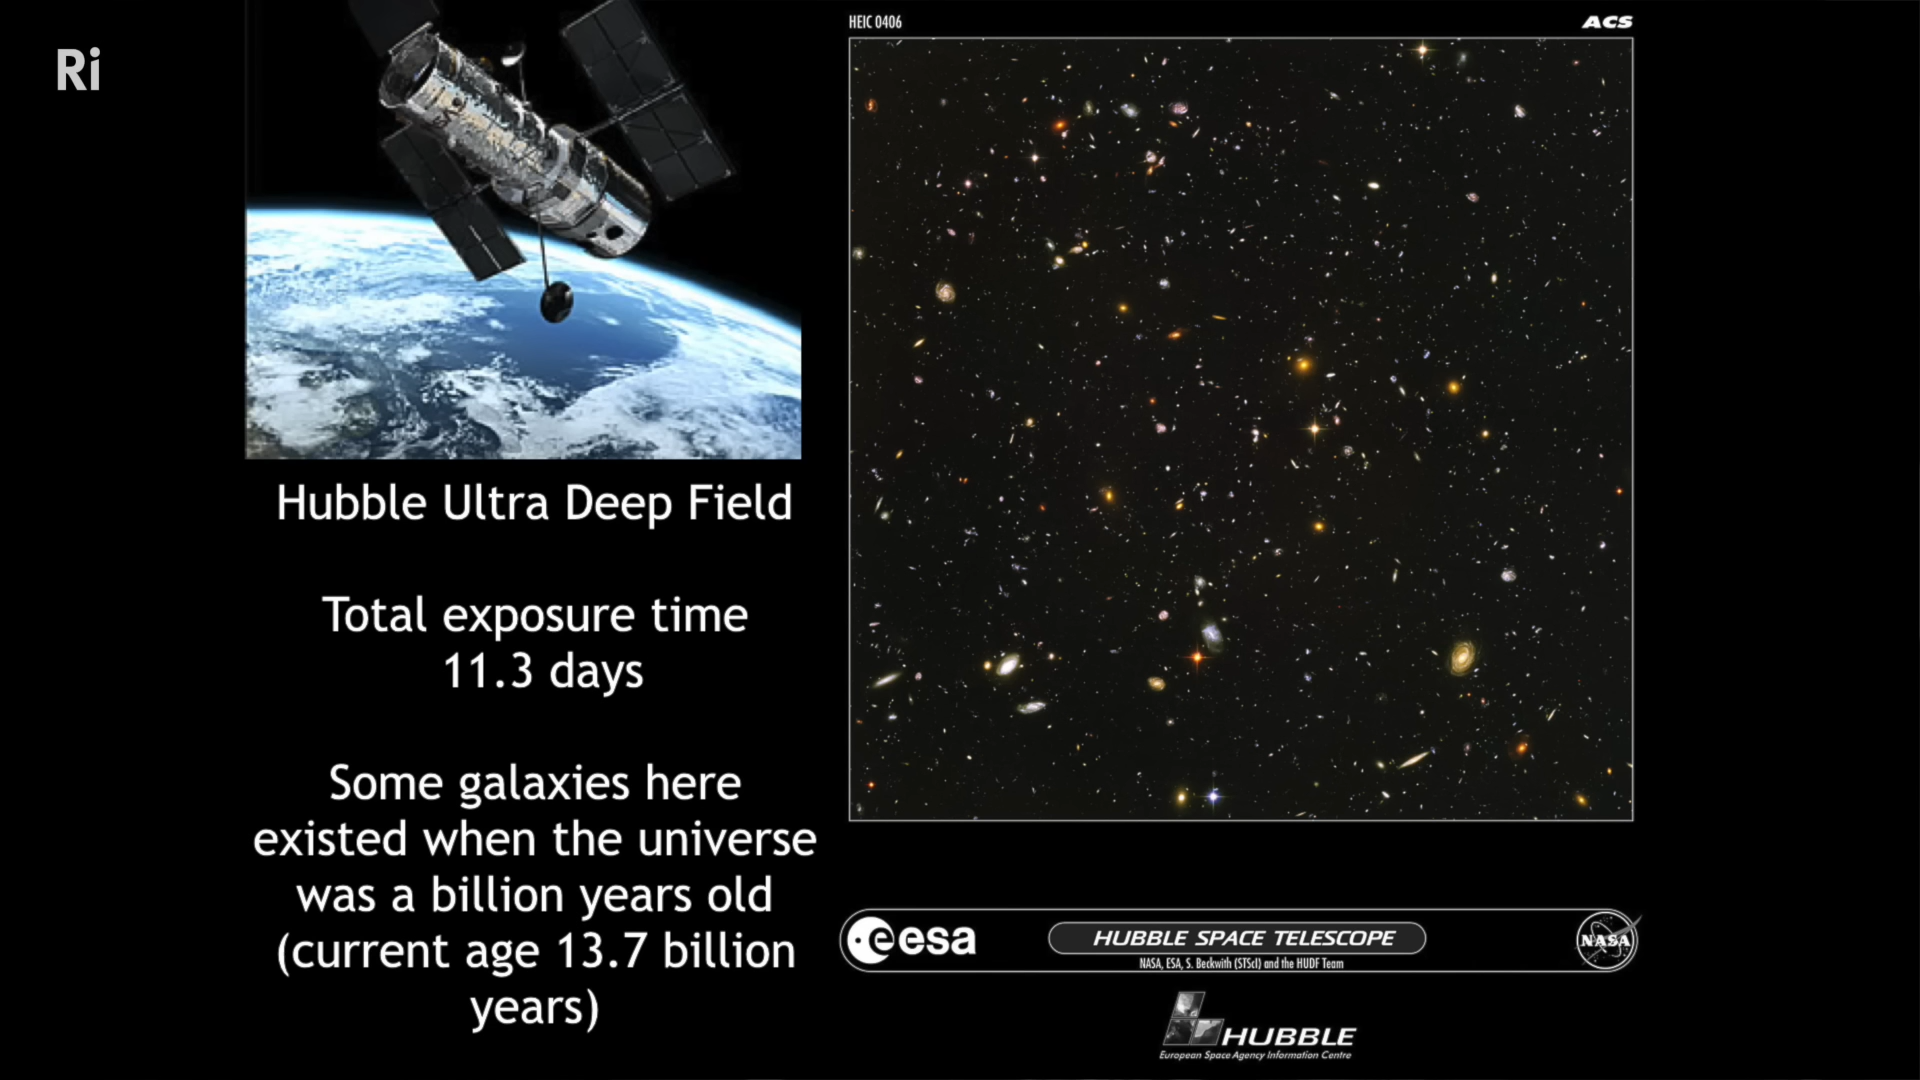 Ri
Hubble Ultra Deep Field
Total exposure time
11.3 days
Some galaxies here
existed when the universe
was a billion years old
(current age 13.7 billion
years)
HEIC 0406
ACS
esa
HUBBLE SPACE TELESCOPE
NASA
NASA, ESA, S. Beckwith (STScI) and the HUDF Team
HUBBLE
European Space Agency Information Centre